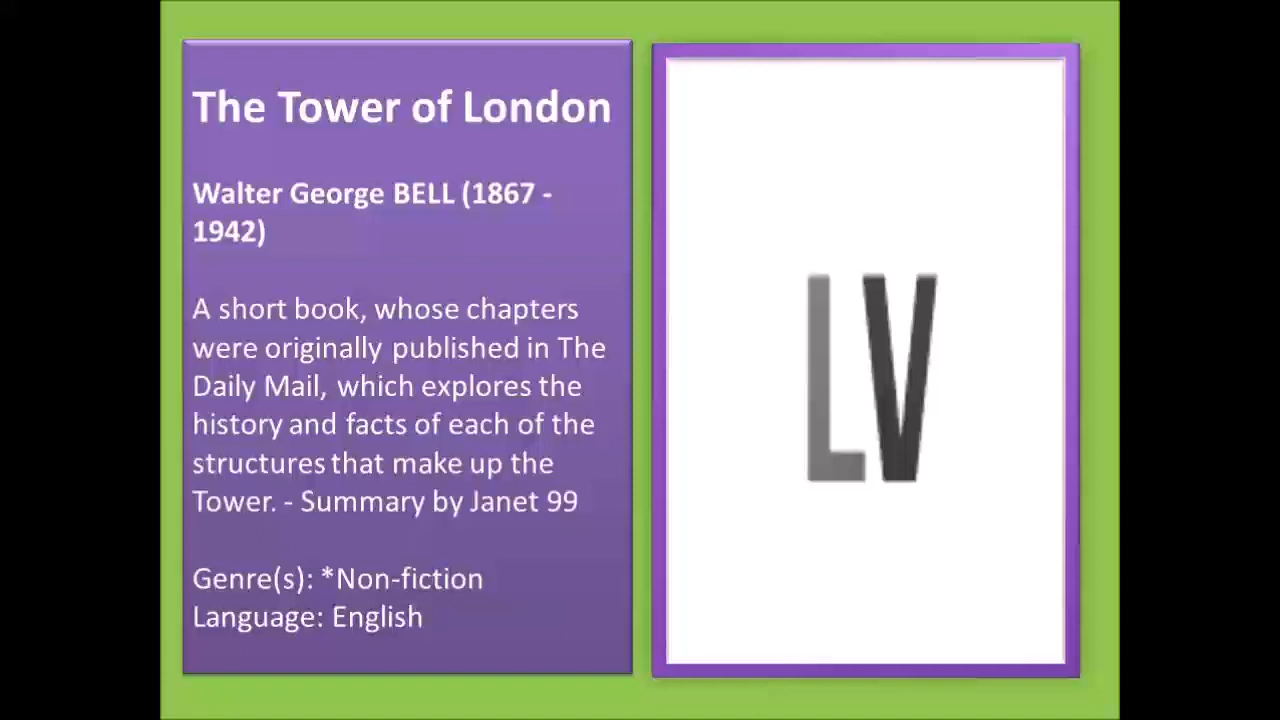 The Tower of London
Walter George BELL (1867 -
1942)
A short book, whose chapters
were originally published in The
Daily Mail, which explores the
history and facts of each of the
structures that make up the
Tower. - Summary by Janet 99
Genre(s): *Non-fiction
Language: English
LV